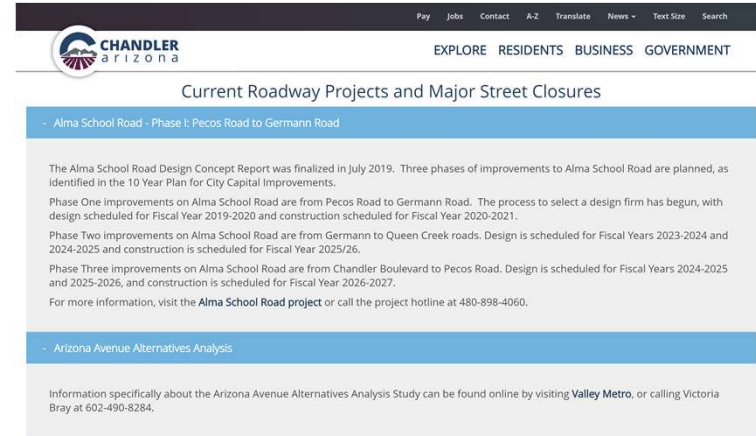 Pay Jobs Contact A-Z Translate News Text Size Search
CHANDLER
arizona
EXPLORE RESIDENTS BUSINESS GOVERNMENT
Current Roadway Projects and Major Street Closures
- Alma School Road - Phase I: Pecos Road to Germann Road
The Alma School Road Design Concept Report was finalized in July 2019. Three phases of improvements to Alma School Road are planned, as
identified in the 10 Year Plan for City Capital Improvements.
Phase One improvements on Alma School Road are from Pecos Road to Germann Road. The process to select a design firm has begun, with
design scheduled for Fiscal Year 2019-2020 and construction scheduled for Fiscal Year 2020-2021.
Phase Two improvements on Alma School Road are from Germann to Queen Creek roads. Design is scheduled for Fiscal Years 2023-2024 and
2024-2025 and construction is scheduled for Fiscal Year 2025/26.
Phase Three improvements on Alma School Road are from Chandler Boulevard to Pecos Road. Design is scheduled for Fiscal Years 2024-2025
and 2025-2026, and construction is scheduled for Fiscal Year 2026-2027.
For more information, visit the Alma School Road project or call the project hotline at 480-898-4060.
- Arizona Avenue Alternatives Analysis
Information specifically about the Arizona Avenue Alternatives Analysis Study can be found online by visiting Valley Metro, or calling Victoria
Bray at 602-490-8284.